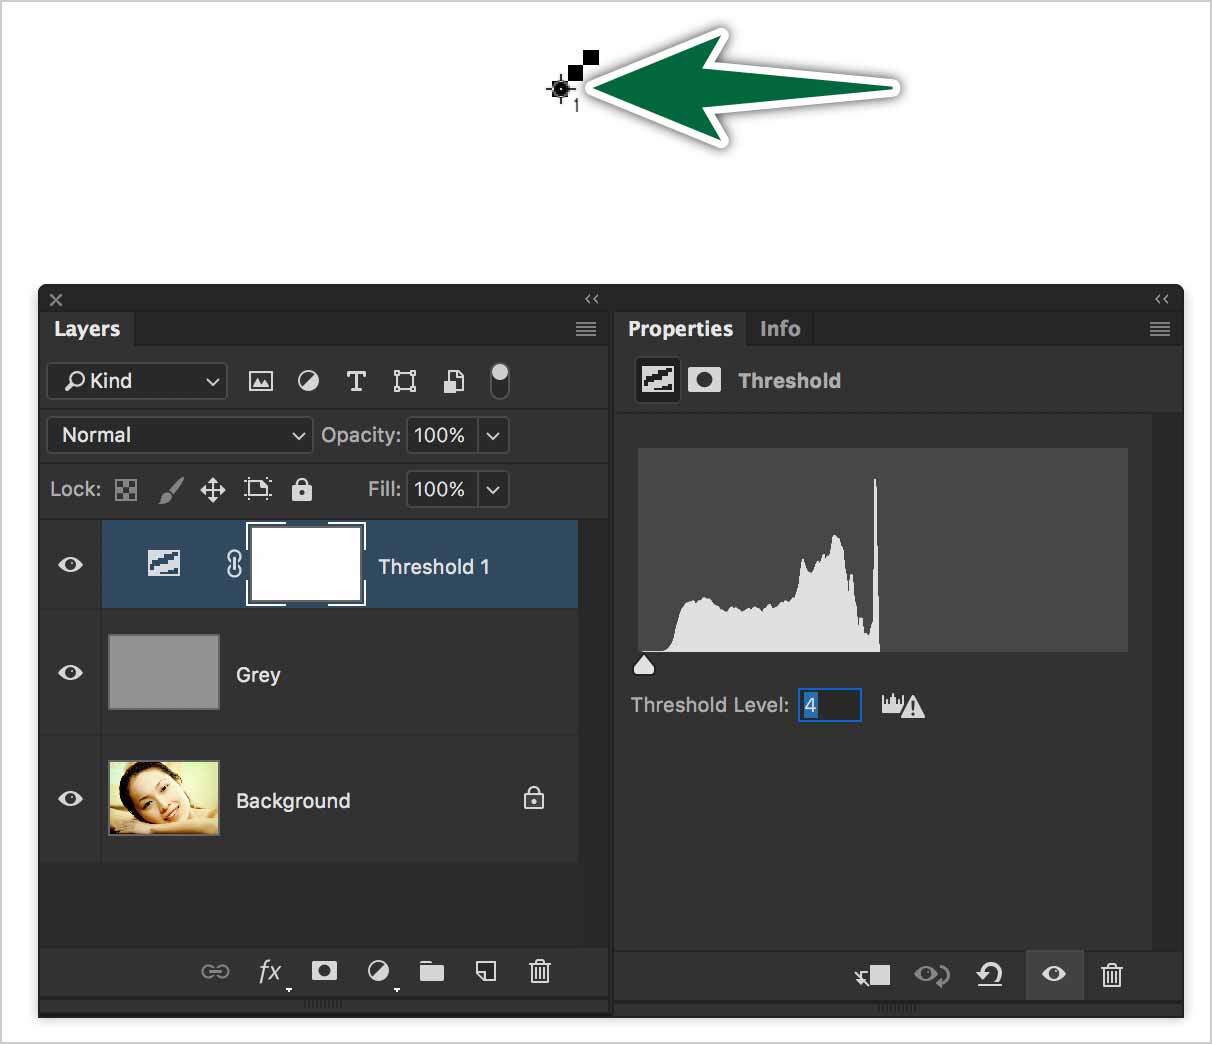 1
Layers
Properties
Info
Kind
T
Threshold
Normal
Opacity: 100%
Lock:
Fill: 100%
Threshold 1
Grey
Threshold Level: 4
Background
fx